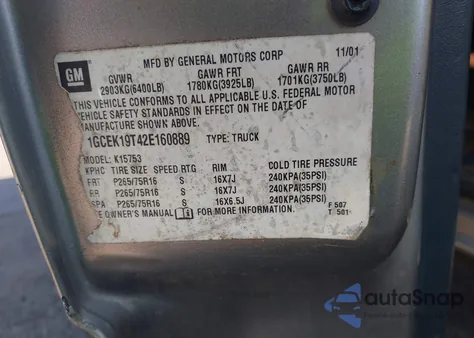 MFD BY GENERAL MOTORS CORP 11/01
GM
GVWR GAWR FRT GAWR RR
2903KG(6400LB) 1780KG(3925LB) 1701KG(3750LB)
THIS VEHICLE CONFORMS TO ALL APPLICABLE U.S. FEDERAL MOTOR
VEHICLE SAFETY STANDARDS IN EFFECT ON THE DATE OF
MANUFACTURE SHOWN ABOVE.
1GCEK19T42E160889 TYPE: TRUCK
MODEL: K15753
KPHC TIRE SIZE SPEED RTG RIM COLD TIRE PRESSURE
FRT P265/75R16 S 16X7J 240KPA(35PSI)
RR P265/75R16 S 16X7J 240KPA(35PSI)
SPA P265/75R16 S 16X6.5J 240KPA(35PSI)
SEE OWNER'S MANUAL FOR MORE INFORMATION.
F 507
T 501
autoSnap